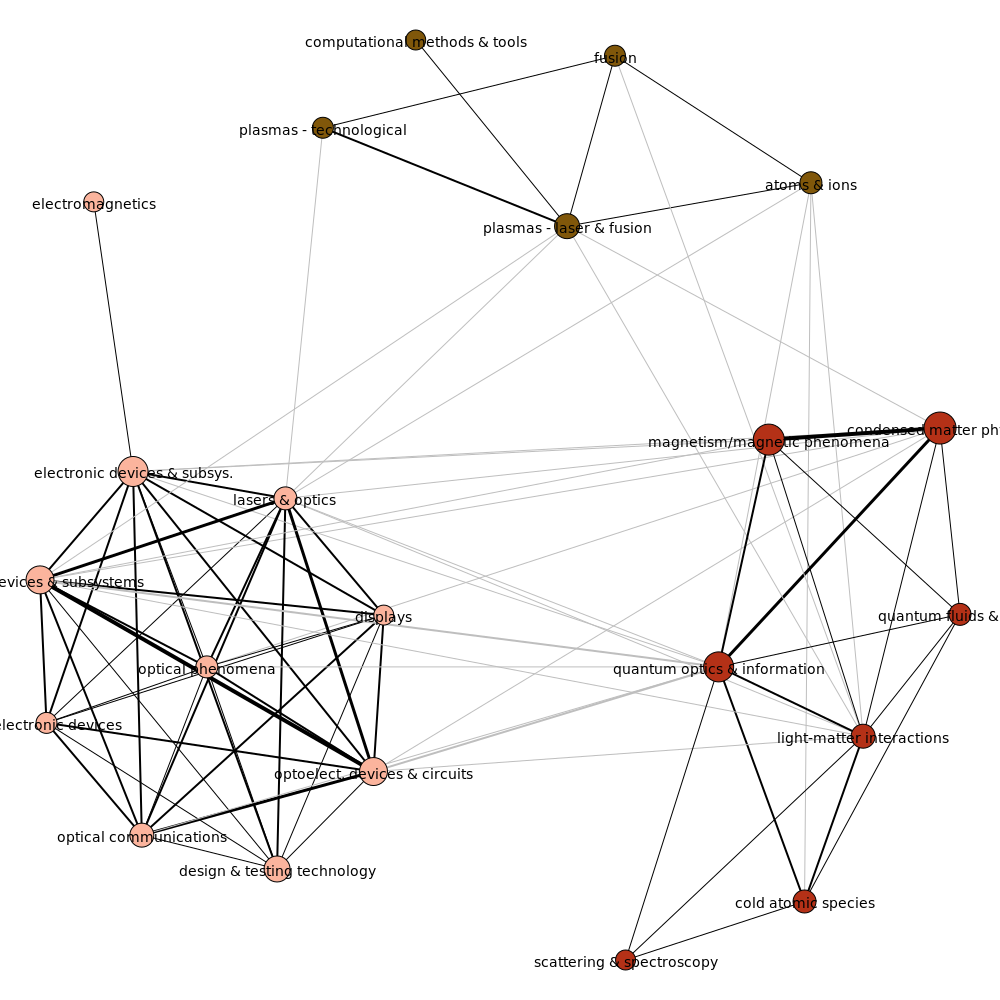 computational methods & tools
fusion
plasmas - technological
atoms & ions
electromagnetics
plasmas - laser & fusion
condensed matter ph
magnetism/magnetic phenomena
electronic devices & subsys.
lasers & optics
evices & subsystems
displays
quantum fluids &
optical phenomena
quantum optics & information
electronic devices
light-matter interactions
optoelect. devices & circuits
optical communications
design & testing technology
cold atomic species
scattering & spectroscopy